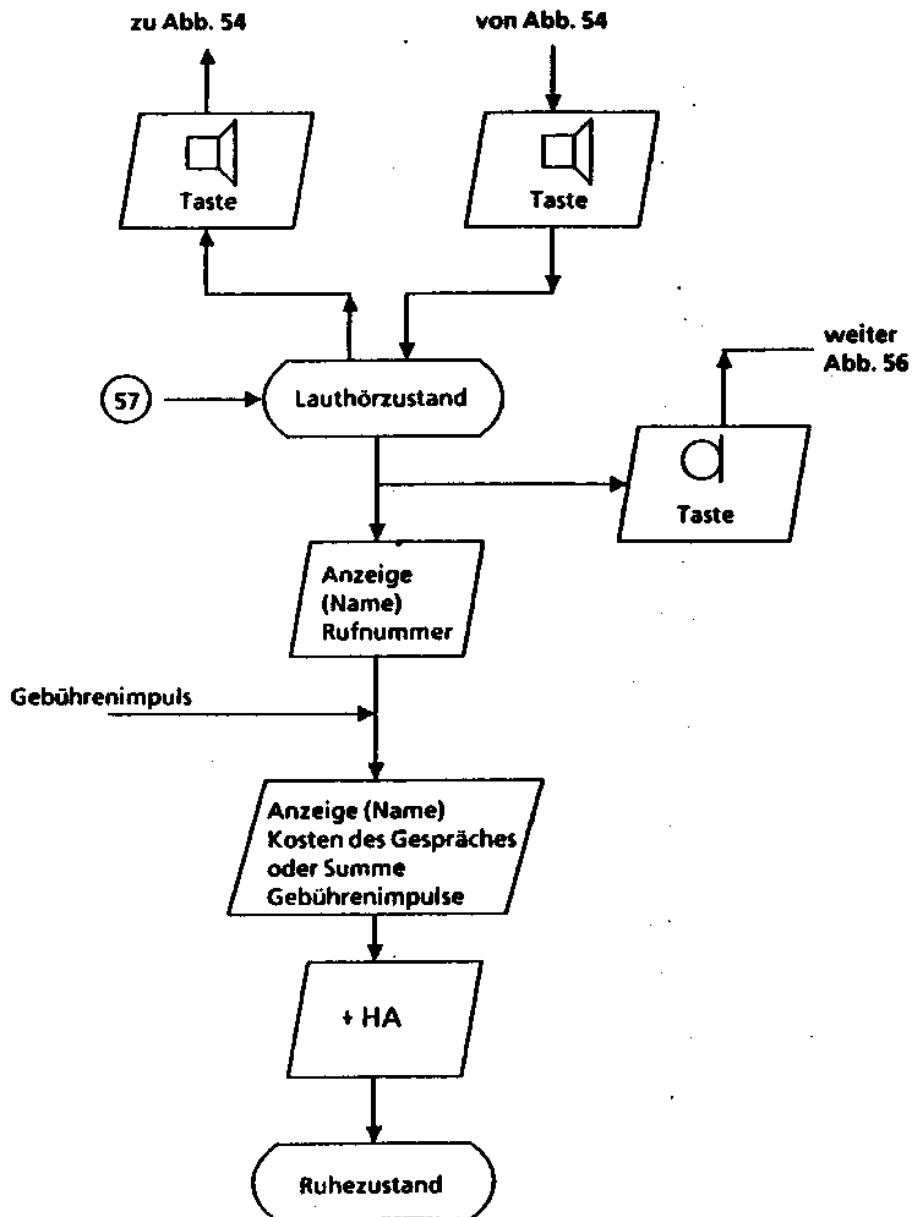 zu Abb. 54
von Abb. 54
Taste
Taste
weiter
Abb. 56
57
Lauthörzustand
Taste
Anzeige
(Name)
Rufnummer
Gebührenimpuls
Anzeige (Name)
Kosten des Gespräches
oder Summe
Gebührenimpulse
↓ HA
Ruhezustand